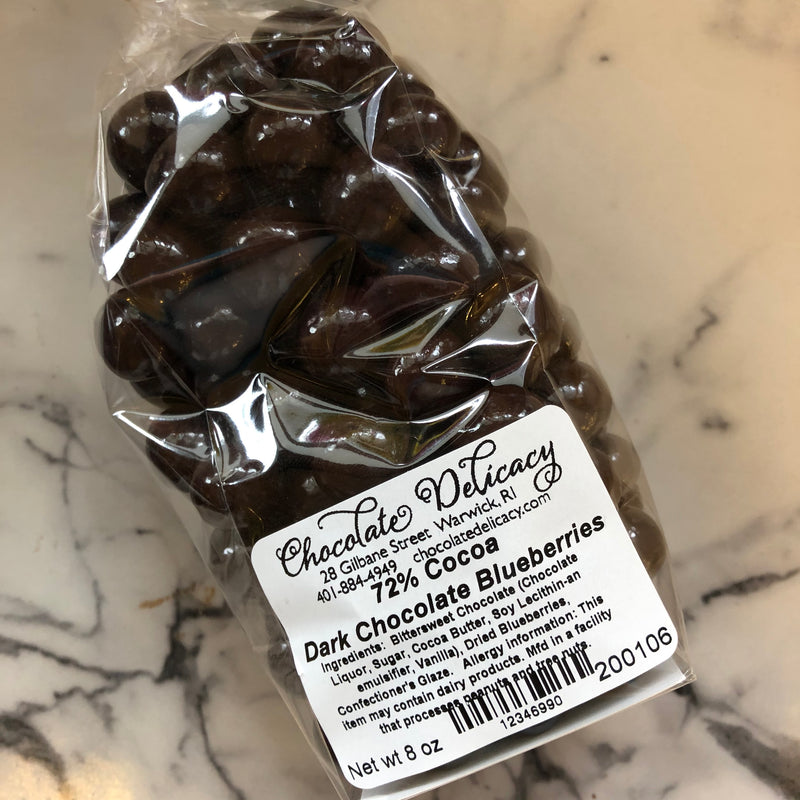 Chocolate Delicacy
28 Gilbane Street Warwick, RI
401-884-4949 chocolatedelicacy.com
72% Cocoa
Dark Chocolate Blueberries
Ingredients: Bittersweet Chocolate (Chocolate
Liquor, Sugar, Cocoa Butter, Soy Lecithin-an
emulsifier, Vanilla), Dried Blueberries,
Confectioner's Glaze. Allergy Information: This
item may contain dairy products. Mfd in a facility
that processes peanuts and tree nuts.
12346990
200106
Net wt 8 oz